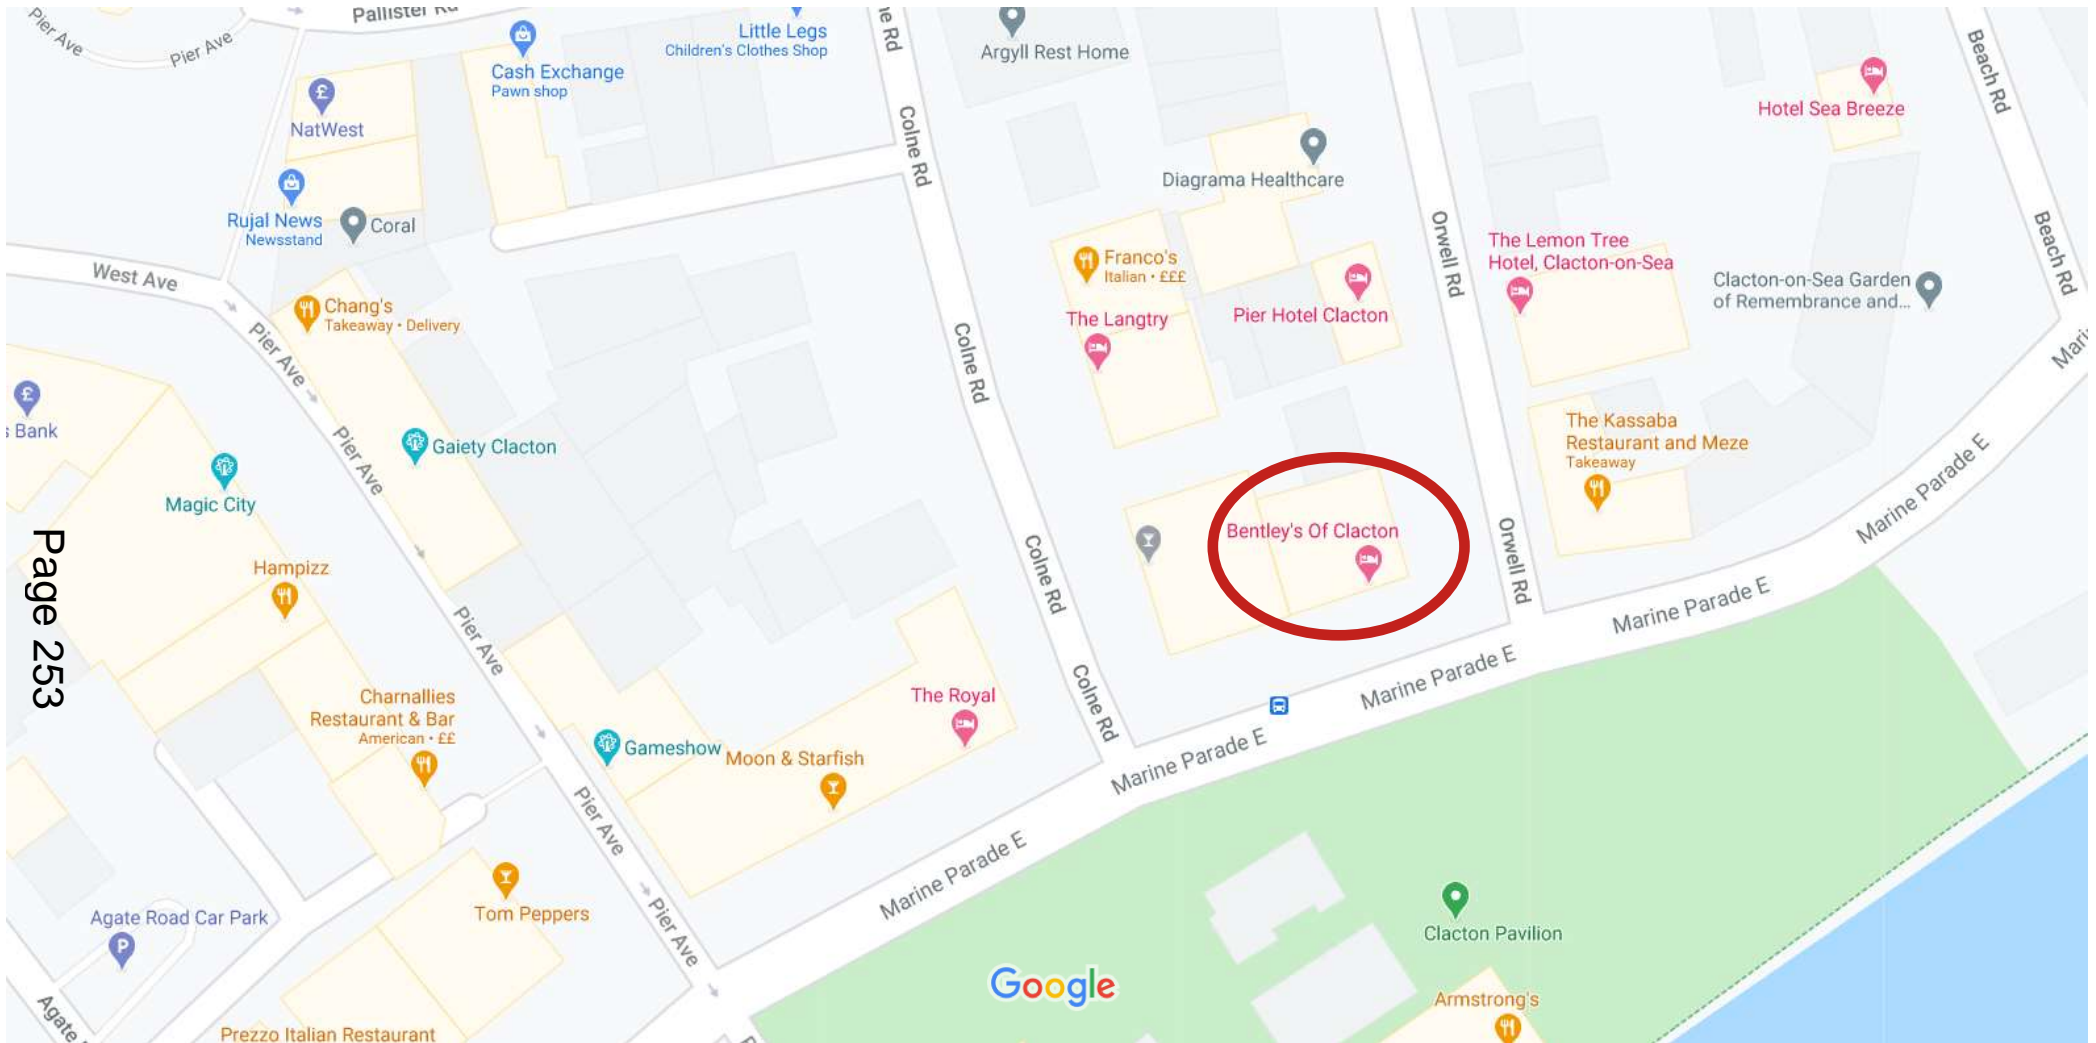 Pier Ave
Pier Ave
Cash Exchange
Pawn shop
Little Legs
Children's Clothes Shop
Argyll Rest Home
Hotel Sea Breeze
Beach Rd
£
NatWest
Colne Rd
Diagrama Healthcare
Rujal News
Newsstand
Coral
West Ave
Franco's
Italian • £££
Orwell Rd
The Lemon Tree
Hotel, Clacton-on-Sea
Beach Rd
Clacton-on-Sea Garden
of Remembrance and...
Chang's
Takeaway • Delivery
Pier Ave
The Langtry
Pier Hotel Clacton
Colne Rd
£
Bank
Pier Ave
Gaiety Clacton
Magic City
The Kassaba
Restaurant and Meze
Takeaway
Marine Parade E
Bentley's Of Clacton
Orwell Rd
Page 253
Hampizz
Pier Ave
Colne Rd
Marine Parade E
Marine Parade E
Charnallies
Restaurant & Bar
American • ££
The Royal
Colne Rd
Gameshow
Moon & Starfish
Marine Parade E
Pier Ave
Marine Parade E
Agate Road Car Park
P
Tom Peppers
Pier Ave
Clacton Pavilion
Google
Agate
Prezzo Italian Restaurant
Armstrong's